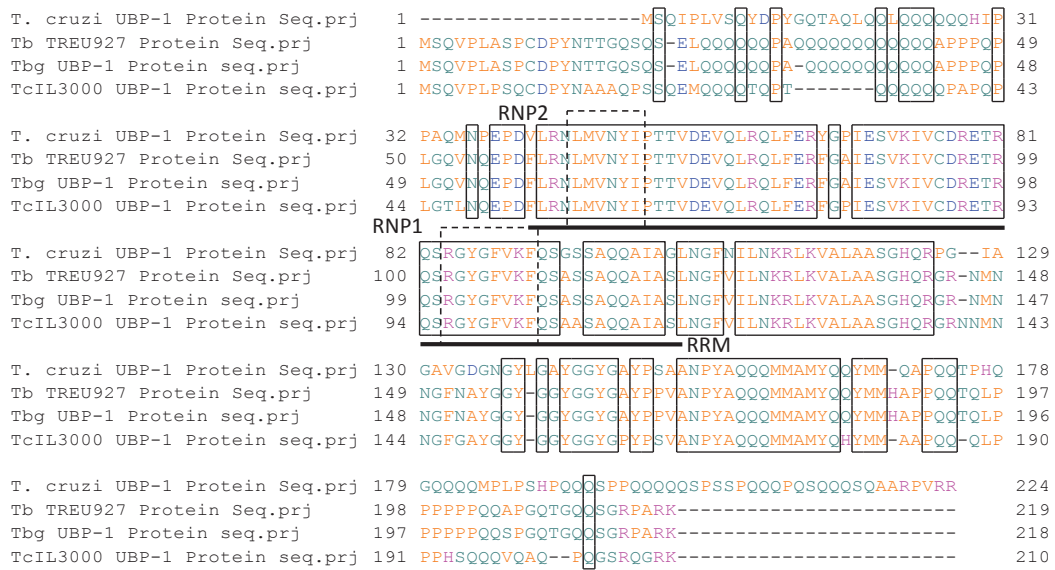 T. cruzi UBP-1 Protein Seq.prj 1 -------------------MSQIPLVSQYDPYGQTAQLQQLQQQQQQHIP 31
Tb TREU927 Protein Seq.prj 1 MSQVPLASPCDPYNTTGQSQS-ELQQQQQQPAQQQQQQQQQQQQAPPPQP 49
Tbg UBP-1 Protein seq.prj 1 MSQVPLASPCDPYNTTGQSQS-ELQQQQQQPA-QQQQQQQQQQQAPPPQP 48
TcIL3000 UBP-1 Protein seq.prj 1 MSQVPLPSQCDPYNAAAQPSSQEMQQQQTQPT-------QQQQQQPAPQP 43
RNP2
T. cruzi UBP-1 Protein Seq.prj 32 PAQMNPEPDVLRNLMVNYIPTTVDEVQLRQLFERYGPIESVKIVCDRETR 81
Tb TREU927 Protein Seq.prj 50 LGQVNQEPDFLRNLMVNYIPTTVDEVQLRQLFERFGAIESVKIVCDRETR 99
Tbg UBP-1 Protein seq.prj 49 LGQVNQEPDFLRNLMVNYIPTTVDEVQLRQLFERFGAIESVKIVCDRETR 98
TcIL3000 UBP-1 Protein seq.prj 44 LGTLNQEPDFLRNLMVNYIPTTVDEVQLRQLFERFGAIESVKIVCDRETR 93
RNP1
T. cruzi UBP-1 Protein Seq.prj 82 QSRGYGFVKFQSGSSAQQAIAGLNGFNILNKRLKVALAASGHQRPG--IA 129
Tb TREU927 Protein Seq.prj 100 QSRGYGFVKFQSASSAQQAIASLNGFVILNKRLKVALAASGHQRGR-NMN 148
Tbg UBP-1 Protein seq.prj 99 QSRGYGFVKFQSASSAQQAIASLNGFVILNKRLKVALAASGHQRGR-NMN 147
TcIL3000 UBP-1 Protein seq.prj 94 QSRGYGFVKFQSAASAQQAIASLNGFVILNKRLKVALAASGHQRGRNNMN 143
RRM
T. cruzi UBP-1 Protein Seq.prj 130 GAVGDGNGYLGAYGGYGAYPSAANPYAQQQMMAMYQQYMM-QAPQQTPHQ 178
Tb TREU927 Protein Seq.prj 149 NGFNAYGGY-GGYGGYGAYPPVANPYAQQQMMAMYQQYMMHAPPQQTQLP 197
Tbg UBP-1 Protein seq.prj 148 NGFNAYGGY-GGYGGYGAYPPVANPYAQQQMMAMYQQYMMHAPPQQTQLP 196
TcIL3000 UBP-1 Protein seq.prj 144 NGFGAYGGY-GGYGGYGPYPSVANPYAQQQMMAMYQHYMM-AAPQQ-QLP 190
T. cruzi UBP-1 Protein Seq.prj 179 GQQQQMPLPSHPQQQSPPQQQQQSPSSPQQQPQSQQQSQAARPVRR 224
Tb TREU927 Protein Seq.prj 198 PPPPPQQAPGQTGQQSGRPARK------------------------ 219
Tbg UBP-1 Protein seq.prj 197 PPPPPQQSPGQTGQQSGRPARK------------------------ 218
TcIL3000 UBP-1 Protein seq.prj 191 PPHSQQQVQAQ--PQGSRQGRK------------------------ 210